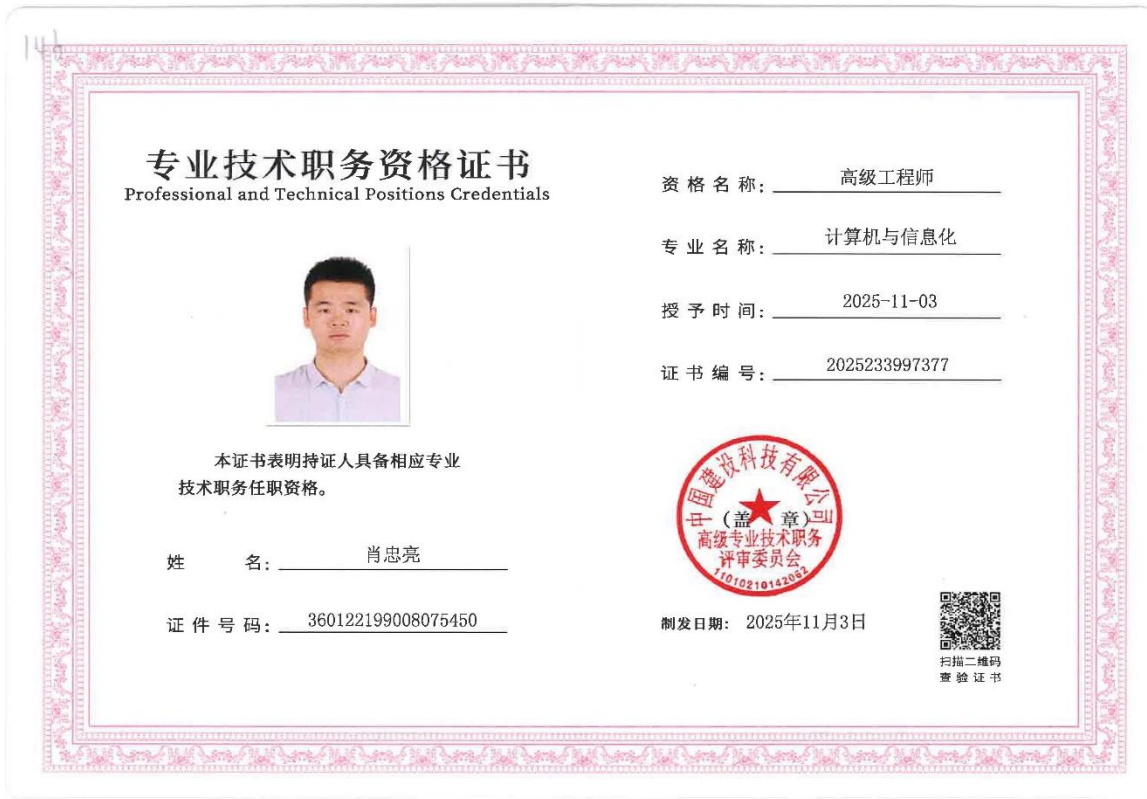 14b
专业技术职务资格证书
Professional and Technical Positions Credentials
本证书表明持证人具备相应专业
技术职务任职资格。
姓 名: 肖忠亮
证件号码: 360122199008075450
资格名称: 高级工程师
专业名称: 计算机与信息化
授予时间: 2025-11-03
证书编号: 2025233997377
中国建设科技有限公司
(盖 章)
高级专业技术职务
评审委员会
11010210142062
制发日期: 2025年11月3日
扫描二维码
查验证书